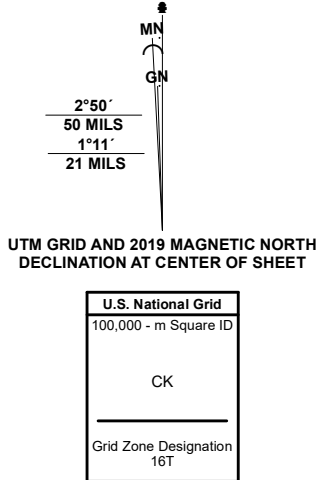 MN
GN
2°50´
50 MILS
1°11´
21 MILS
UTM GRID AND 2019 MAGNETIC NORTH
DECLINATION AT CENTER OF SHEET
U.S. National Grid
100,000 - m Square ID
CK
Grid Zone Designation
16T